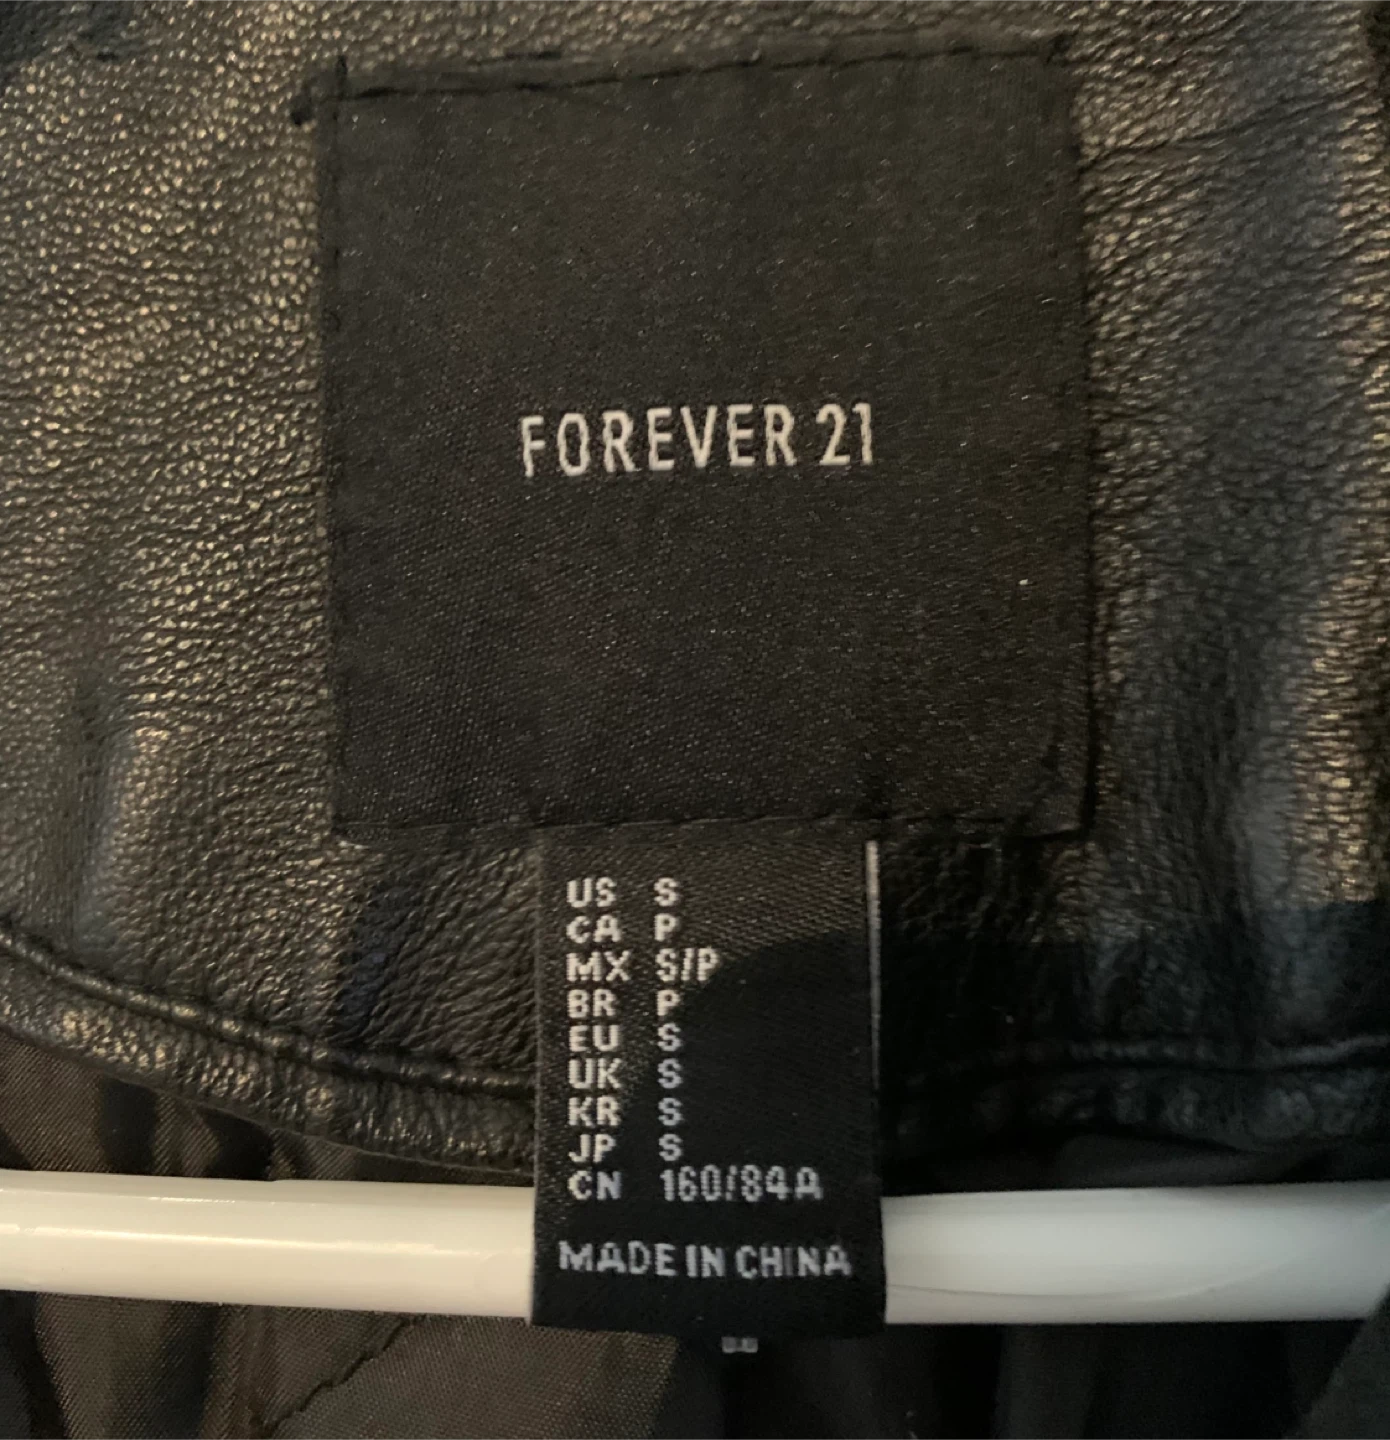 FOREVER 21
US S
CA P
MX S/P
BR P
EU S
UK S
KR S
JP S
CN 160/84A
MADE IN CHINA